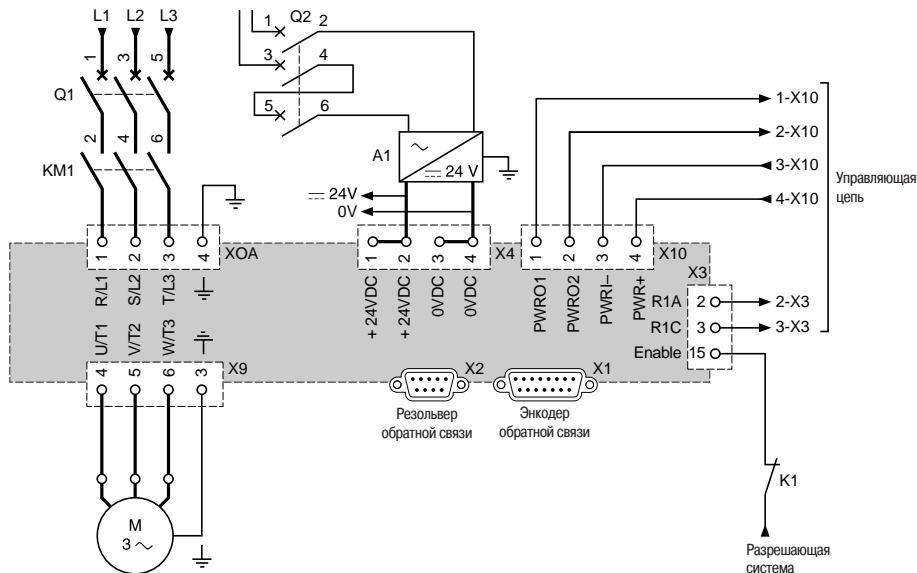 L1 L2 L3
1 3 5
Q1
2 4 6
KM1
1 Q2 2
3 4
5 6
A1
24 V
24V
0V
1-X10
2-X10
3-X10
4-X10
Управляющая
цепь
1 2 3 4 XOA
R/L1 S/L2 T/L3
U/T1 V/T2 W/T3
4 5 6 3 X9
1 2 3 4 X4
+24VDC +24VDC 0VDC 0VDC
1 2 3 4 X10
PWRO1 PWRO2 PWRI– PWR+
X3
R1A 2 2-X3
R1C 3 3-X3
Enable 15
X2 X1
Резольвер
обратной связи
Энкодер
обратной связи
K1
M
3
Разрешающая
система